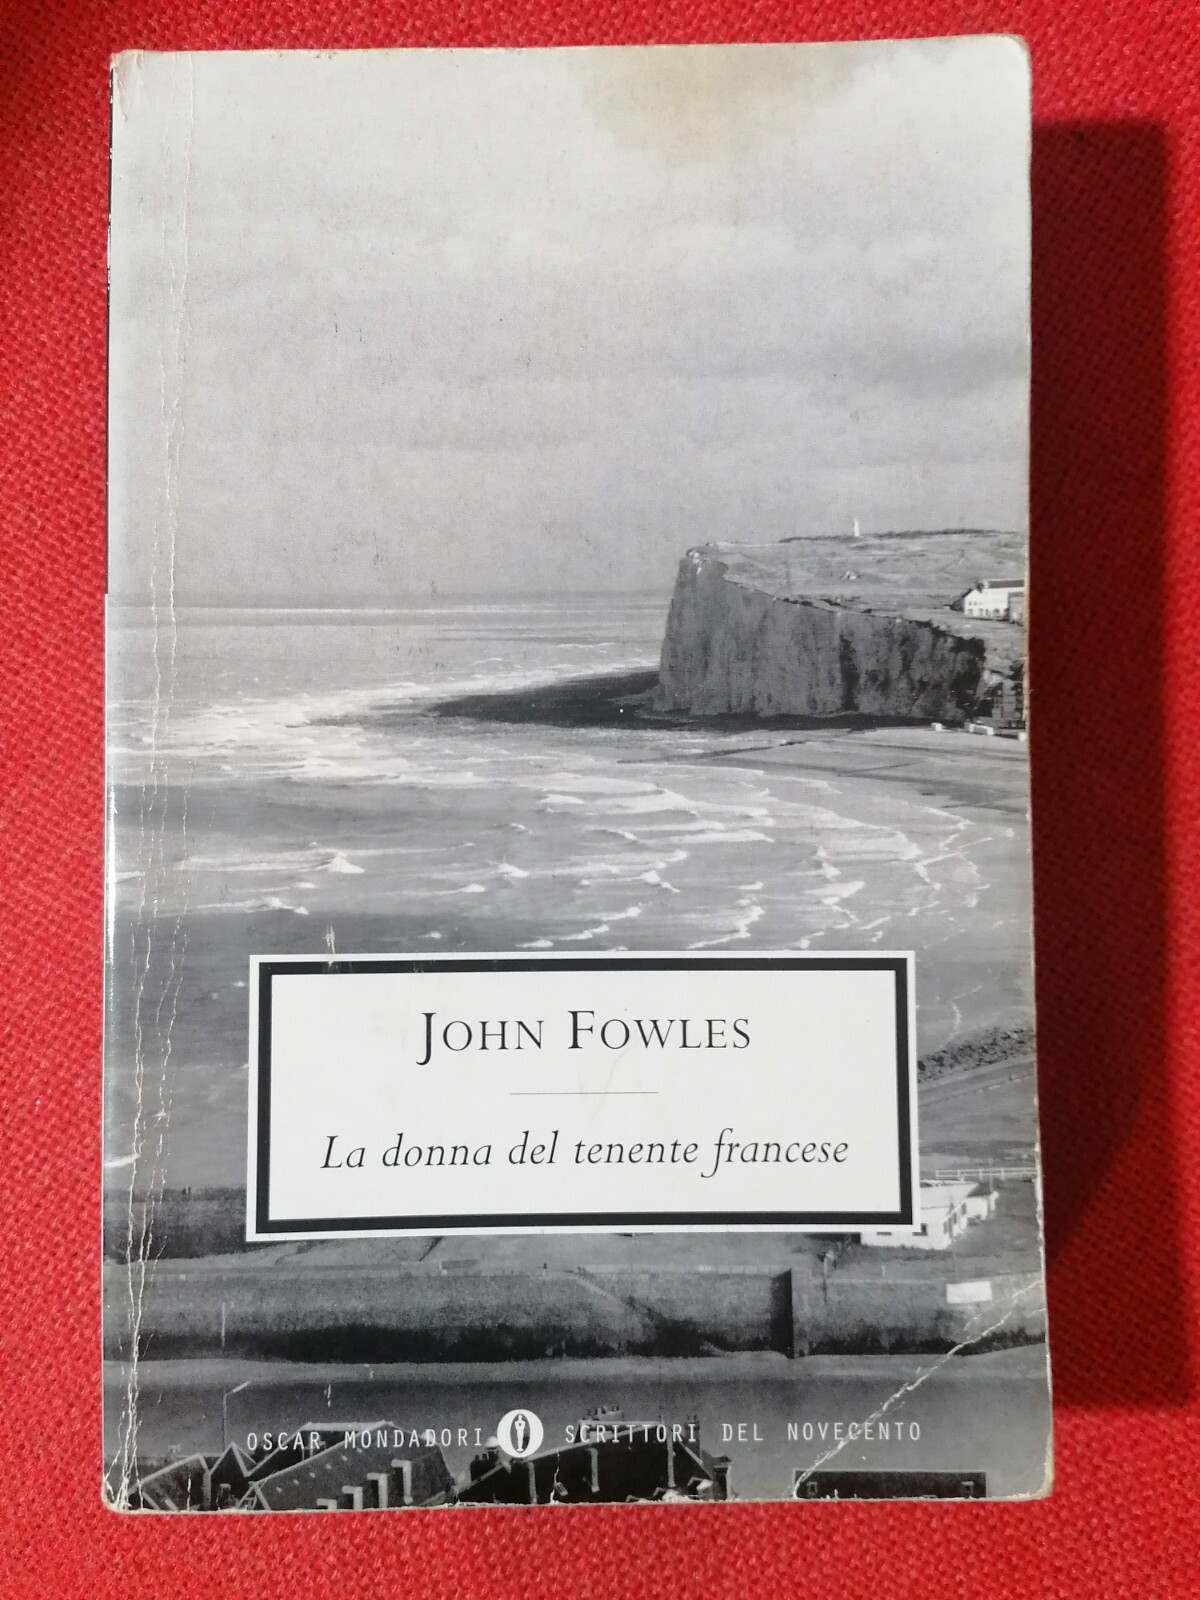 JOHN FOWLES
La donna del tenente francese
OSCAR MONDADORI SCRITTORI DEL NOVECENTO